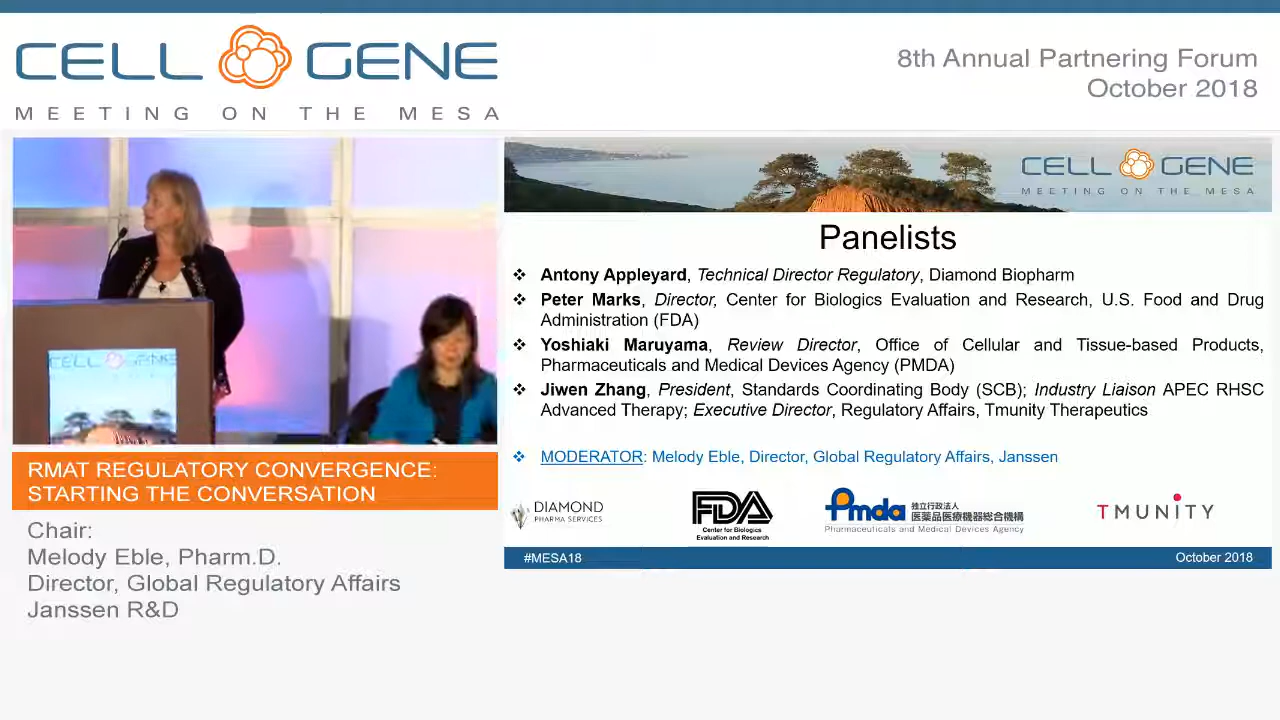 CELL GENE
MEETING ON THE MESA
8th Annual Partnering Forum
October 2018
CELL GENE
RMAT REGULATORY CONVERGENCE:
STARTING THE CONVERSATION
Chair:
Melody Eble, Pharm.D.
Director, Global Regulatory Affairs
Janssen R&D
CELL GENE
MEETING ON THE MESA
Panelists
❖ Antony Appleyard, Technical Director Regulatory, Diamond Biopharm
❖ Peter Marks, Director, Center for Biologics Evaluation and Research, U.S. Food and Drug
Administration (FDA)
❖ Yoshiaki Maruyama, Review Director, Office of Cellular and Tissue-based Products,
Pharmaceuticals and Medical Devices Agency (PMDA)
❖ Jiwen Zhang, President, Standards Coordinating Body (SCB); Industry Liaison APEC RHSC
Advanced Therapy; Executive Director, Regulatory Affairs, Tmunity Therapeutics
❖ MODERATOR: Melody Eble, Director, Global Regulatory Affairs, Janssen
DIAMOND
PHARMA SERVICES
FDA
Center for Biologics
Evaluation and Research
Pmda 独立行政法人
医薬品医療機器総合機構
Pharmaceuticals and Medical Devices Agency
TMUNITY
#MESA18
October 2018